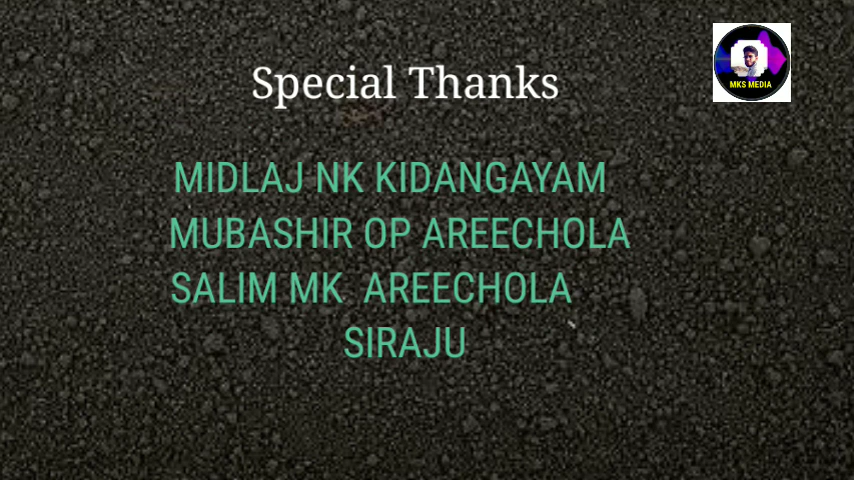 Special Thanks
MKS MEDIA
MIDLAJ NK KIDANGAYAM
MUBASHIR OP AREECHOLA
SALIM MK AREECHOLA
SIRAJU